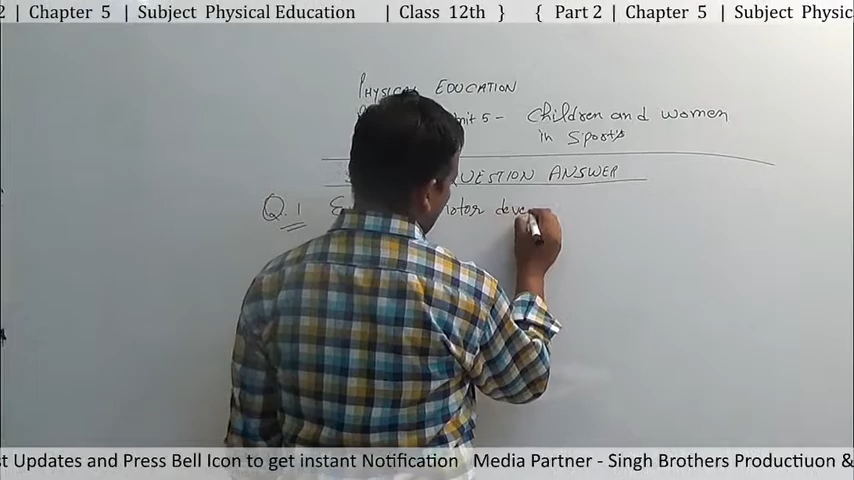 2 | Chapter 5 | Subject Physical Education | Class 12th } { Part 2 | Chapter 5 | Subject Physic
PHYSICAL EDUCATION
Unit 5 - Children and women
in Sports
QUESTION ANSWER
Q.1 motor deve
st Updates and Press Bell Icon to get instant Notification Media Partner - Singh Brothers Productiuon &